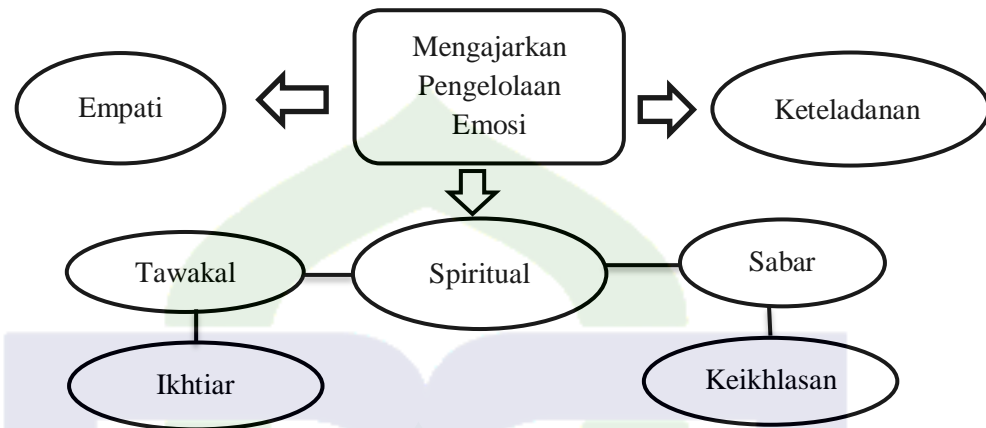 Mengajarkan
Pengelolaan
Emosi
Empati
Keteladanan
Tawakal
Spiritual
Sabar
Ikhtiar
Keikhlasan